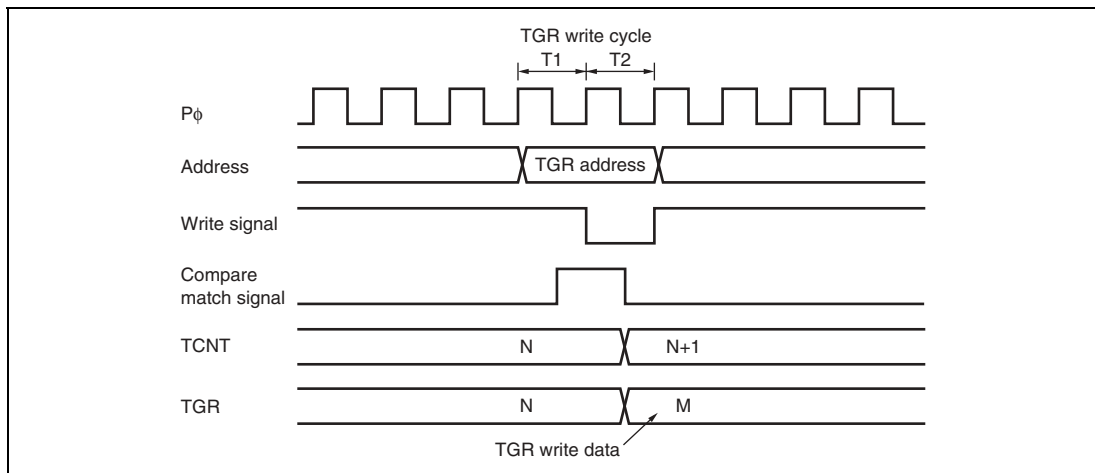 TGR write cycle
T1 T2
Pϕ
Address
TGR address
Write signal
Compare
match signal
TCNT
N
N+1
TGR
N
M
TGR write data